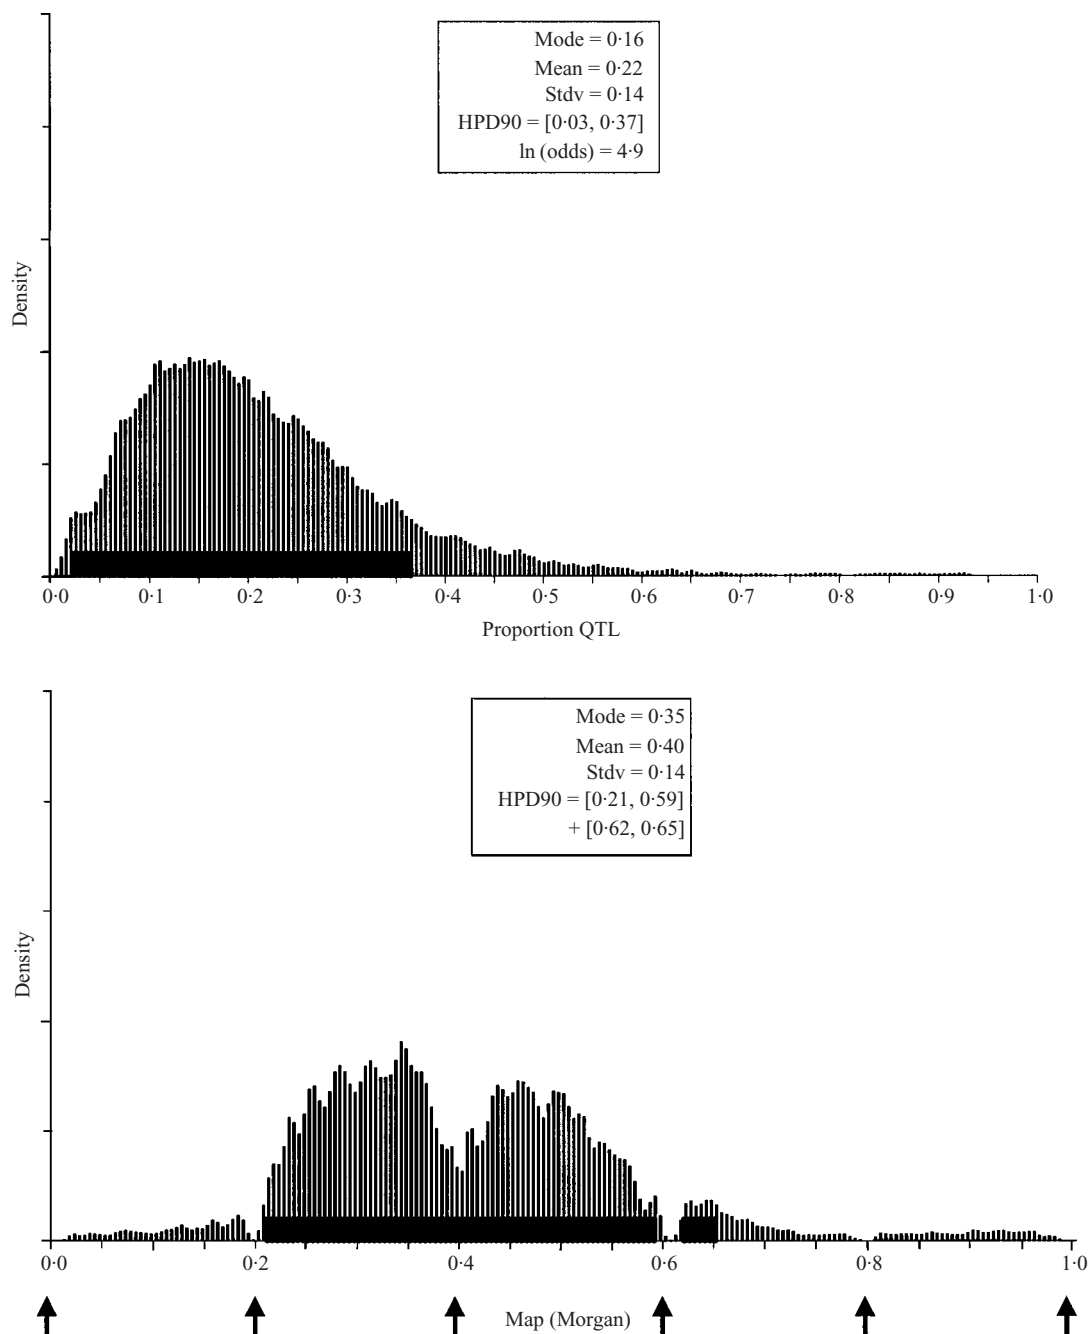 Mode = 0·16
Mean = 0·22
Stdv = 0·14
HPD90 = [0·03, 0·37]
ln (odds) = 4·9
Density
0·0 0·1 0·2 0·3 0·4 0·5 0·6 0·7 0·8 0·9 1·0
Proportion QTL
Mode = 0·35
Mean = 0·40
Stdv = 0·14
HPD90 = [0·21, 0·59]
+ [0·62, 0·65]
Density
0·0 0·2 0·4 0·6 0·8 1·0
Map (Morgan)